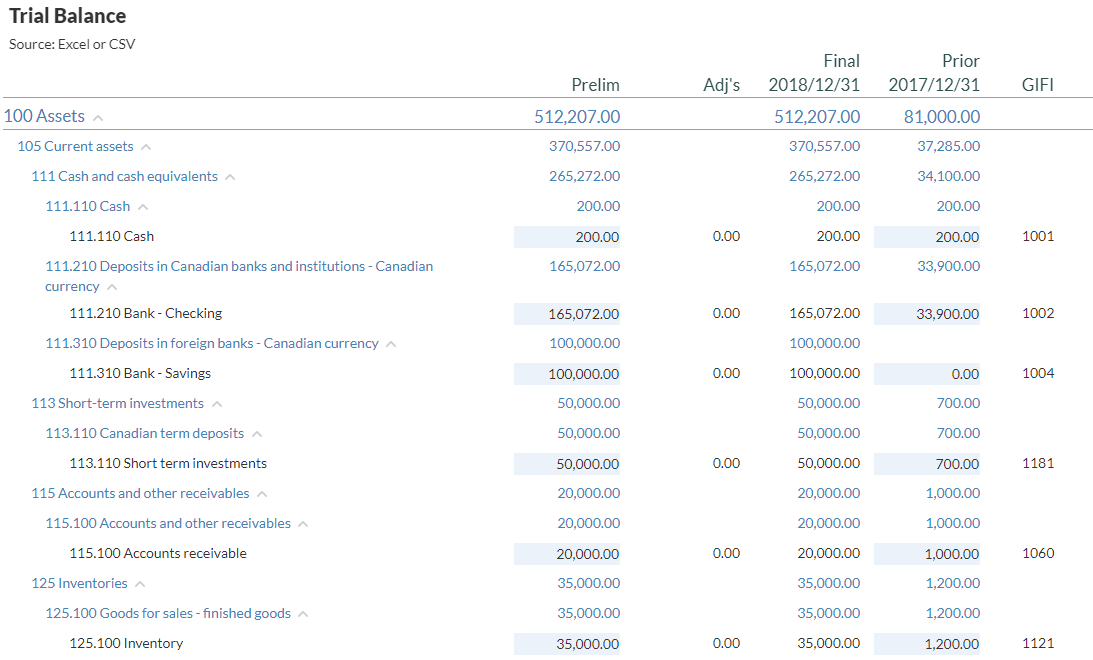 Trial Balance
Source: Excel or CSV
Final Prior
Prelim Adj's 2018/12/31 2017/12/31 GIFI
100 Assets 512,207.00 512,207.00 81,000.00
105 Current assets 370,557.00 370,557.00 37,285.00
111 Cash and cash equivalents 265,272.00 265,272.00 34,100.00
111.110 Cash 200.00 200.00 200.00
111.110 Cash 200.00 0.00 200.00 200.00 1001
111.210 Deposits in Canadian banks and institutions - Canadian 165,072.00 165,072.00 33,900.00
currency
111.210 Bank - Checking 165,072.00 0.00 165,072.00 33,900.00 1002
111.310 Deposits in foreign banks - Canadian currency 100,000.00 100,000.00
111.310 Bank - Savings 100,000.00 0.00 100,000.00 0.00 1004
113 Short-term investments 50,000.00 50,000.00 700.00
113.110 Canadian term deposits 50,000.00 50,000.00 700.00
113.110 Short term investments 50,000.00 0.00 50,000.00 700.00 1181
115 Accounts and other receivables 20,000.00 20,000.00 1,000.00
115.100 Accounts and other receivables 20,000.00 20,000.00 1,000.00
115.100 Accounts receivable 20,000.00 0.00 20,000.00 1,000.00 1060
125 Inventories 35,000.00 35,000.00 1,200.00
125.100 Goods for sales - finished goods 35,000.00 35,000.00 1,200.00
125.100 Inventory 35,000.00 0.00 35,000.00 1,200.00 1121